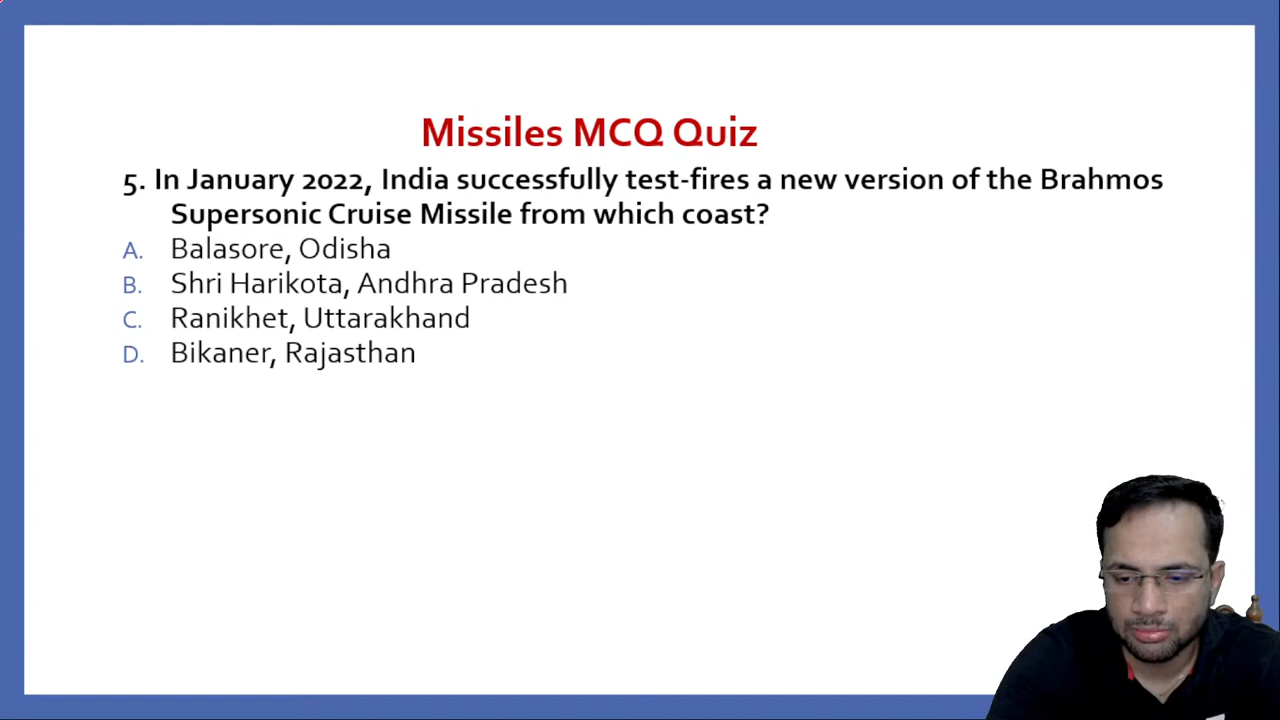 Missiles MCQ Quiz
5. In January 2022, India successfully test-fires a new version of the Brahmos
Supersonic Cruise Missile from which coast?
A. Balasore, Odisha
B. Shri Harikota, Andhra Pradesh
C. Ranikhet, Uttarakhand
D. Bikaner, Rajasthan